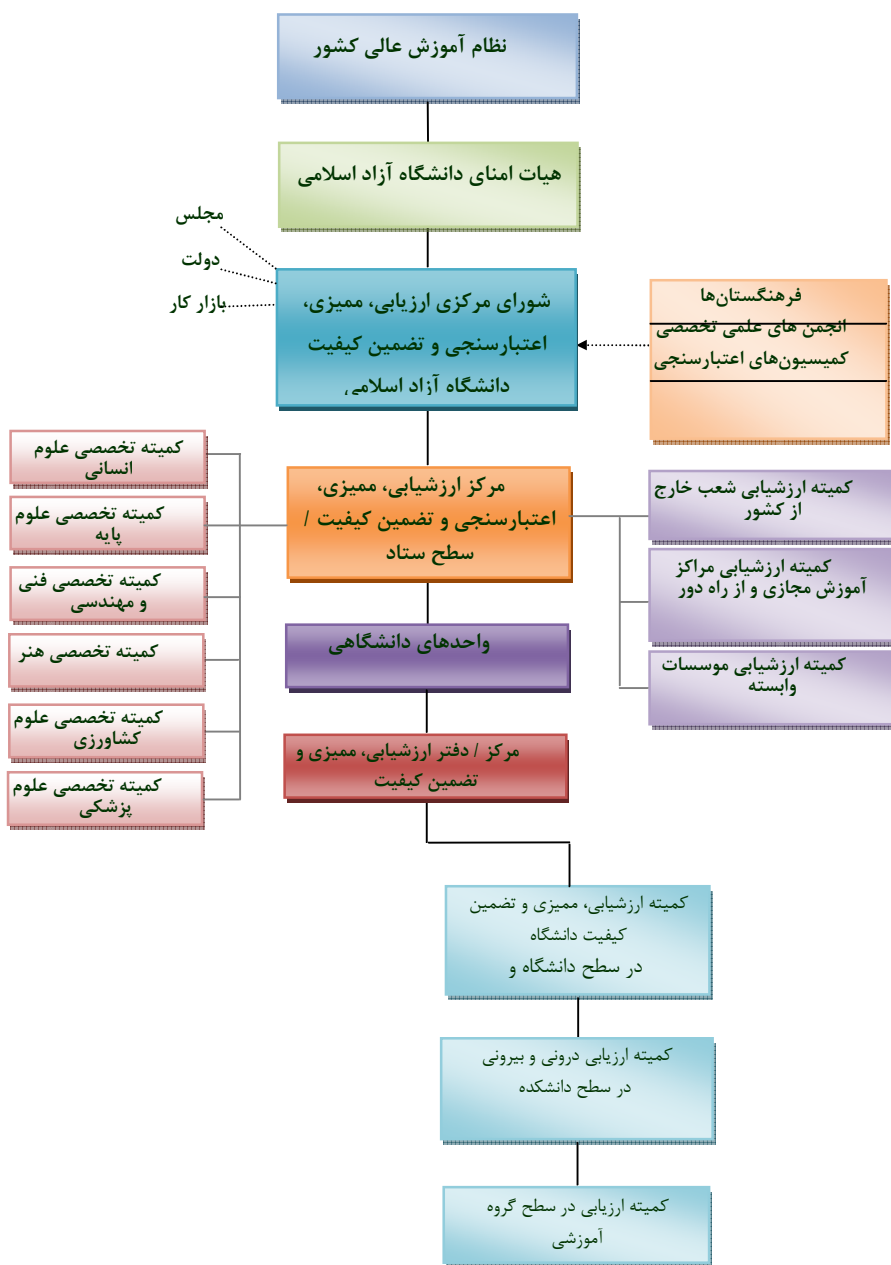 نظام آموزش عالی کشور
هیات امنای دانشگاه آزاد اسلامی
مجلس
دولت
بازار کار
شورای مرکزی ارزیابی، ممیزی،
اعتبارسنجی و تضمین کیفیت
دانشگاه آزاد اسلامی
فرهنگستان‌ها
انجمن های علمی تخصصی
کمیسیون‌های اعتبارسنجی
مرکز ارزشیابی، ممیزی،
اعتبارسنجی و تضمین کیفیت /
سطح ستاد
کمیته ارزشیابی شعب خارج
از کشور
کمیته ارزشیابی مراکز
آموزش مجازی و از راه دور
کمیته ارزشیابی موسسات
وابسته
کمیته تخصصی علوم
انسانی
کمیته تخصصی علوم
پایه
کمیته تخصصی فنی
و مهندسی
کمیته تخصصی هنر
کمیته تخصصی علوم
کشاورزی
کمیته تخصصی علوم
پزشکی
واحدهای دانشگاهی
مرکز / دفتر ارزشیابی، ممیزی و
تضمین کیفیت
کمیته ارزشیابی، ممیزی و تضمین
کیفیت دانشگاه
در سطح دانشگاه و
کمیته ارزیابی درونی و بیرونی
در سطح دانشکده
کمیته ارزیابی در سطح گروه
آموزشی